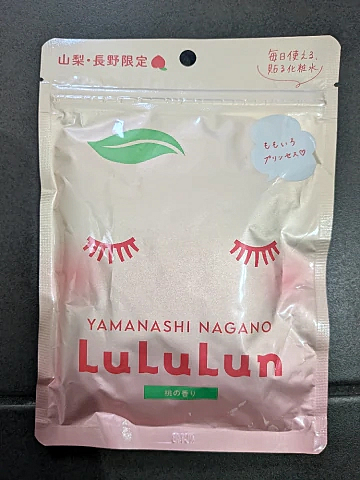 山梨・長野限定
毎日使える、
貼る化粧水
ももいろ
プリンセス♡
YAMANASHI NAGANO
LuLuLun
桃の香り